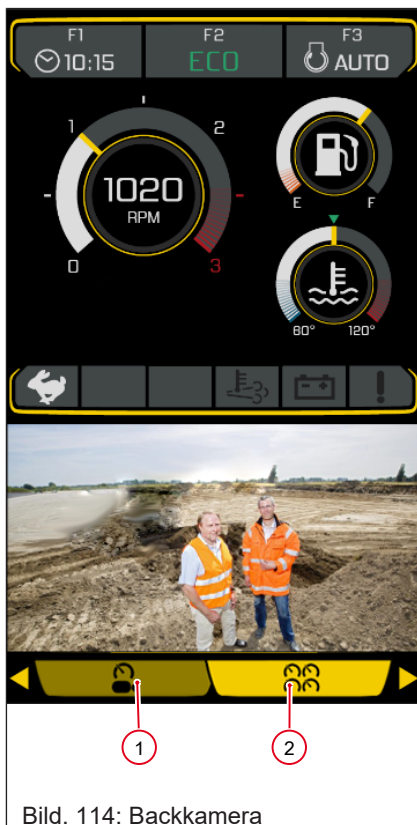 F1 F2 F3
10:15 ECO AUTO
1 2
1020
RPM
0 3
E F
80° 120°
1 2
Bild. 114: Backkamera